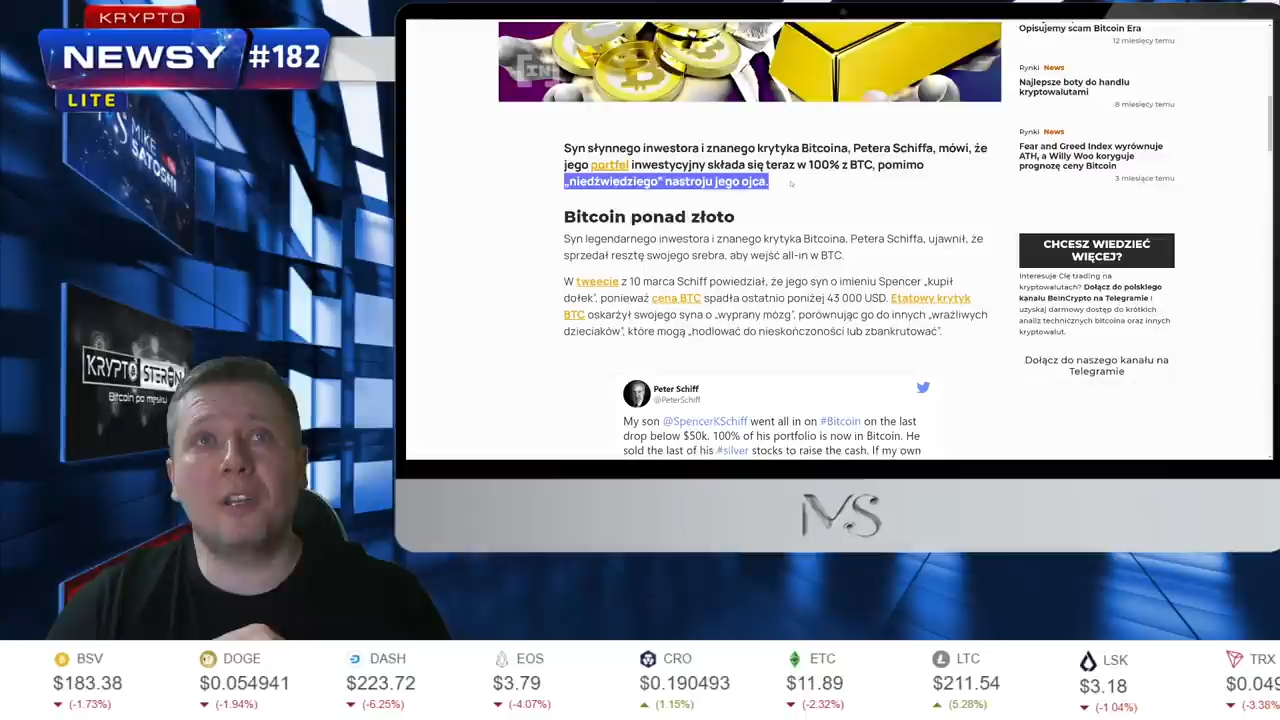 KRYPTO
NEWSY #182
LITE
MIKE
SATOSHI
KRYPTO STERON
Bitcoin po męsku
IN
Syn słynnego inwestora i znanego krytyka Bitcoina, Petera Schiffa, mówi, że
jego portfel inwestycyjny składa się teraz w 100% z BTC, pomimo
„niedźwiedziego" nastroju jego ojca.
Bitcoin ponad złoto
Syn legendarnego inwestora i znanego krytyka Bitcoina, Petera Schiffa, ujawnił, że
sprzedał resztę swojego srebra, aby wejść all-in w BTC.
W tweecie z 10 marca Schiff powiedział, że jego syn o imieniu Spencer „kupił
dołek", ponieważ cena BTC spadła ostatnio poniżej 43 000 USD. Etatowy krytyk
BTC oskarżył swojego syna o „wyprany mózg", porównując go do innych „wrażliwych
dzieciaków", które mogą „hodlować do nieskończoności lub zbankrutować".
Peter Schiff
@PeterSchiff
My son @SpencerKSchiff went all in on #Bitcoin on the last
drop below $50k. 100% of his portfolio is now in Bitcoin. He
sold the last of his #silver stocks to raise the cash. If my own
Opisujemy scam Bitcoin Era
12 miesięcy temu
Rynki News
Najlepsze boty do handlu
kryptowalutami
8 miesięcy temu
Rynki News
Fear and Greed Index wyrównuje
ATH, a Willy Woo koryguje
prognozę ceny Bitcoin
3 miesiące temu
CHCESZ WIEDZIEĆ
WIĘCEJ?
Interesuje Cię trading na
kryptowalutach? Dołącz do polskiego
kanału BeInCrypto na Telegramie i
uzyskaj darmowy dostęp do krótkich
analiz technicznych bitcoina oraz innych
kryptowalut.
Dołącz do naszego kanału na
Telegramie
MS
BSV DOGE DASH EOS CRO ETC LTC LSK TRX
$183.38 $0.054941 $223.72 $3.79 $0.190493 $11.89 $211.54 $3.18 $0.049
(-1.73%) (-1.94%) (-6.25%) (-4.07%) (1.15%) (-2.32%) (5.28%) (-1.04%) (-3.38%